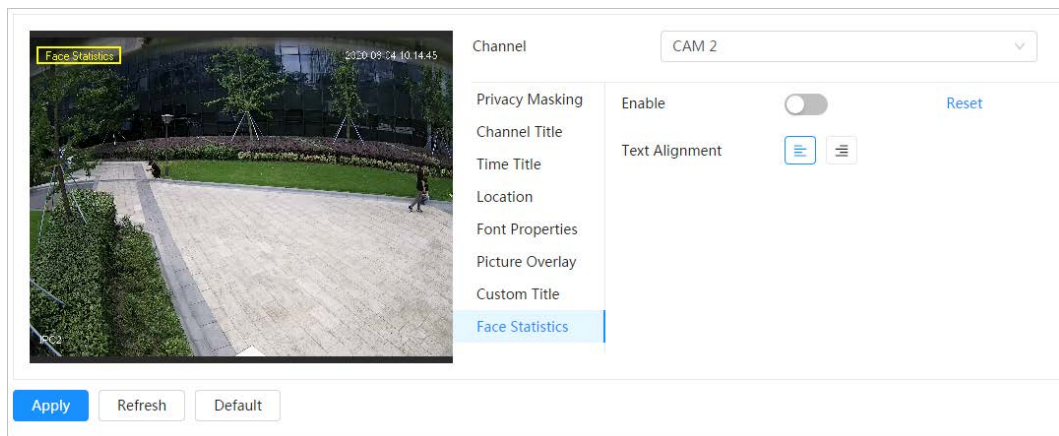 Face Statistics
2020-09-04 10:14:45
IPC2
Channel
CAM 2
Privacy Masking
Channel Title
Time Title
Location
Font Properties
Picture Overlay
Custom Title
Face Statistics
Enable
Reset
Text Alignment
Apply
Refresh
Default